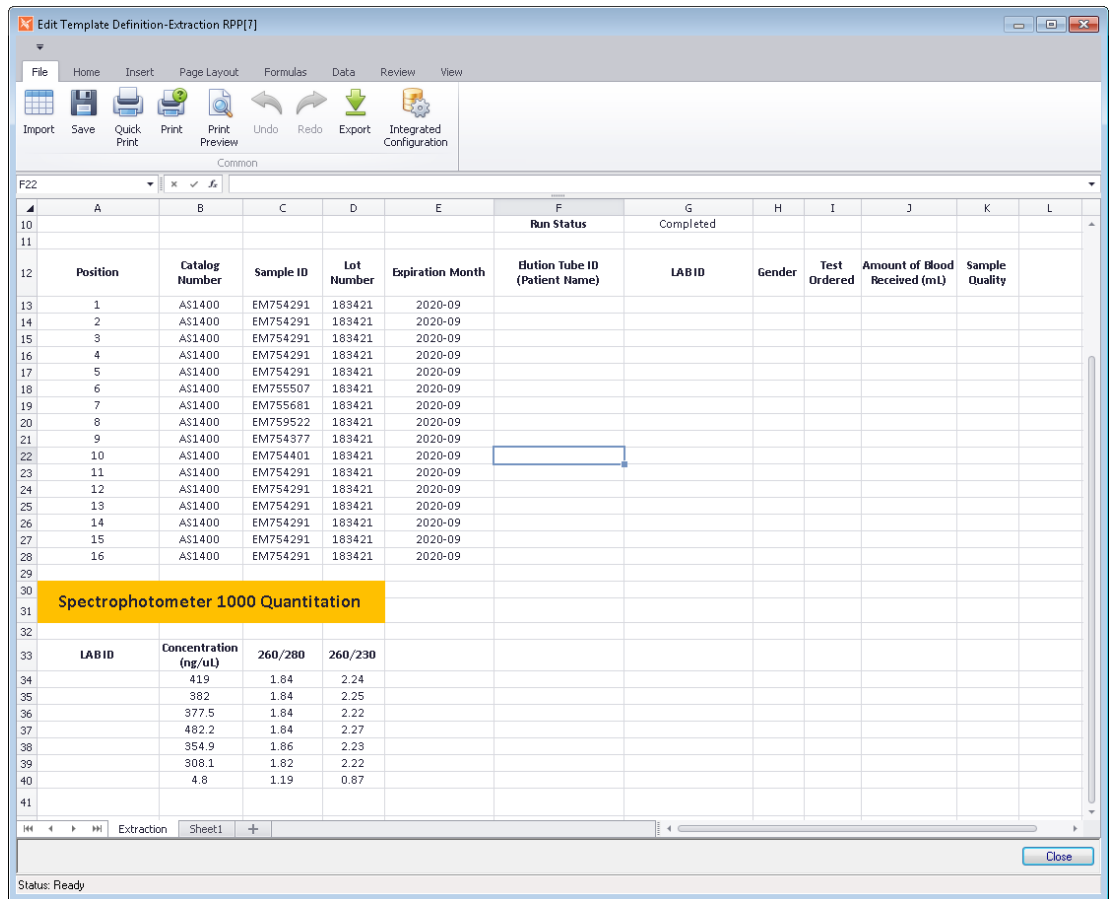 Edit Template Definition-Extraction RPP[7]
File Home Insert Page Layout Formulas Data Review View
Import Save Quick Print Print Print Preview Undo Redo Export Integrated Configuration
Common
F22 fx
A B C D E F G H I J K L
10 Run Status Completed
11
12 Position Catalog Number Sample ID Lot Number Expiration Month Elution Tube ID (Patient Name) LAB ID Gender Test Ordered Amount of Blood Received (mL) Sample Quality
13 1 AS1400 EM754291 183421 2020-09
14 2 AS1400 EM754291 183421 2020-09
15 3 AS1400 EM754291 183421 2020-09
16 4 AS1400 EM754291 183421 2020-09
17 5 AS1400 EM754291 183421 2020-09
18 6 AS1400 EM755507 183421 2020-09
19 7 AS1400 EM755681 183421 2020-09
20 8 AS1400 EM759522 183421 2020-09
21 9 AS1400 EM754377 183421 2020-09
22 10 AS1400 EM754401 183421 2020-09
23 11 AS1400 EM754291 183421 2020-09
24 12 AS1400 EM754291 183421 2020-09
25 13 AS1400 EM754291 183421 2020-09
26 14 AS1400 EM754291 183421 2020-09
27 15 AS1400 EM754291 183421 2020-09
28 16 AS1400 EM754291 183421 2020-09
29
30
31 Spectrophotometer 1000 Quantitation
32
33 LAB ID Concentration (ng/uL) 260/280 260/230
34 419 1.84 2.24
35 382 1.84 2.25
36 377.5 1.84 2.22
37 482.2 1.84 2.27
38 354.9 1.86 2.23
39 308.1 1.82 2.22
40 4.8 1.19 0.87
41
Extraction Sheet1 +
Close
Status: Ready